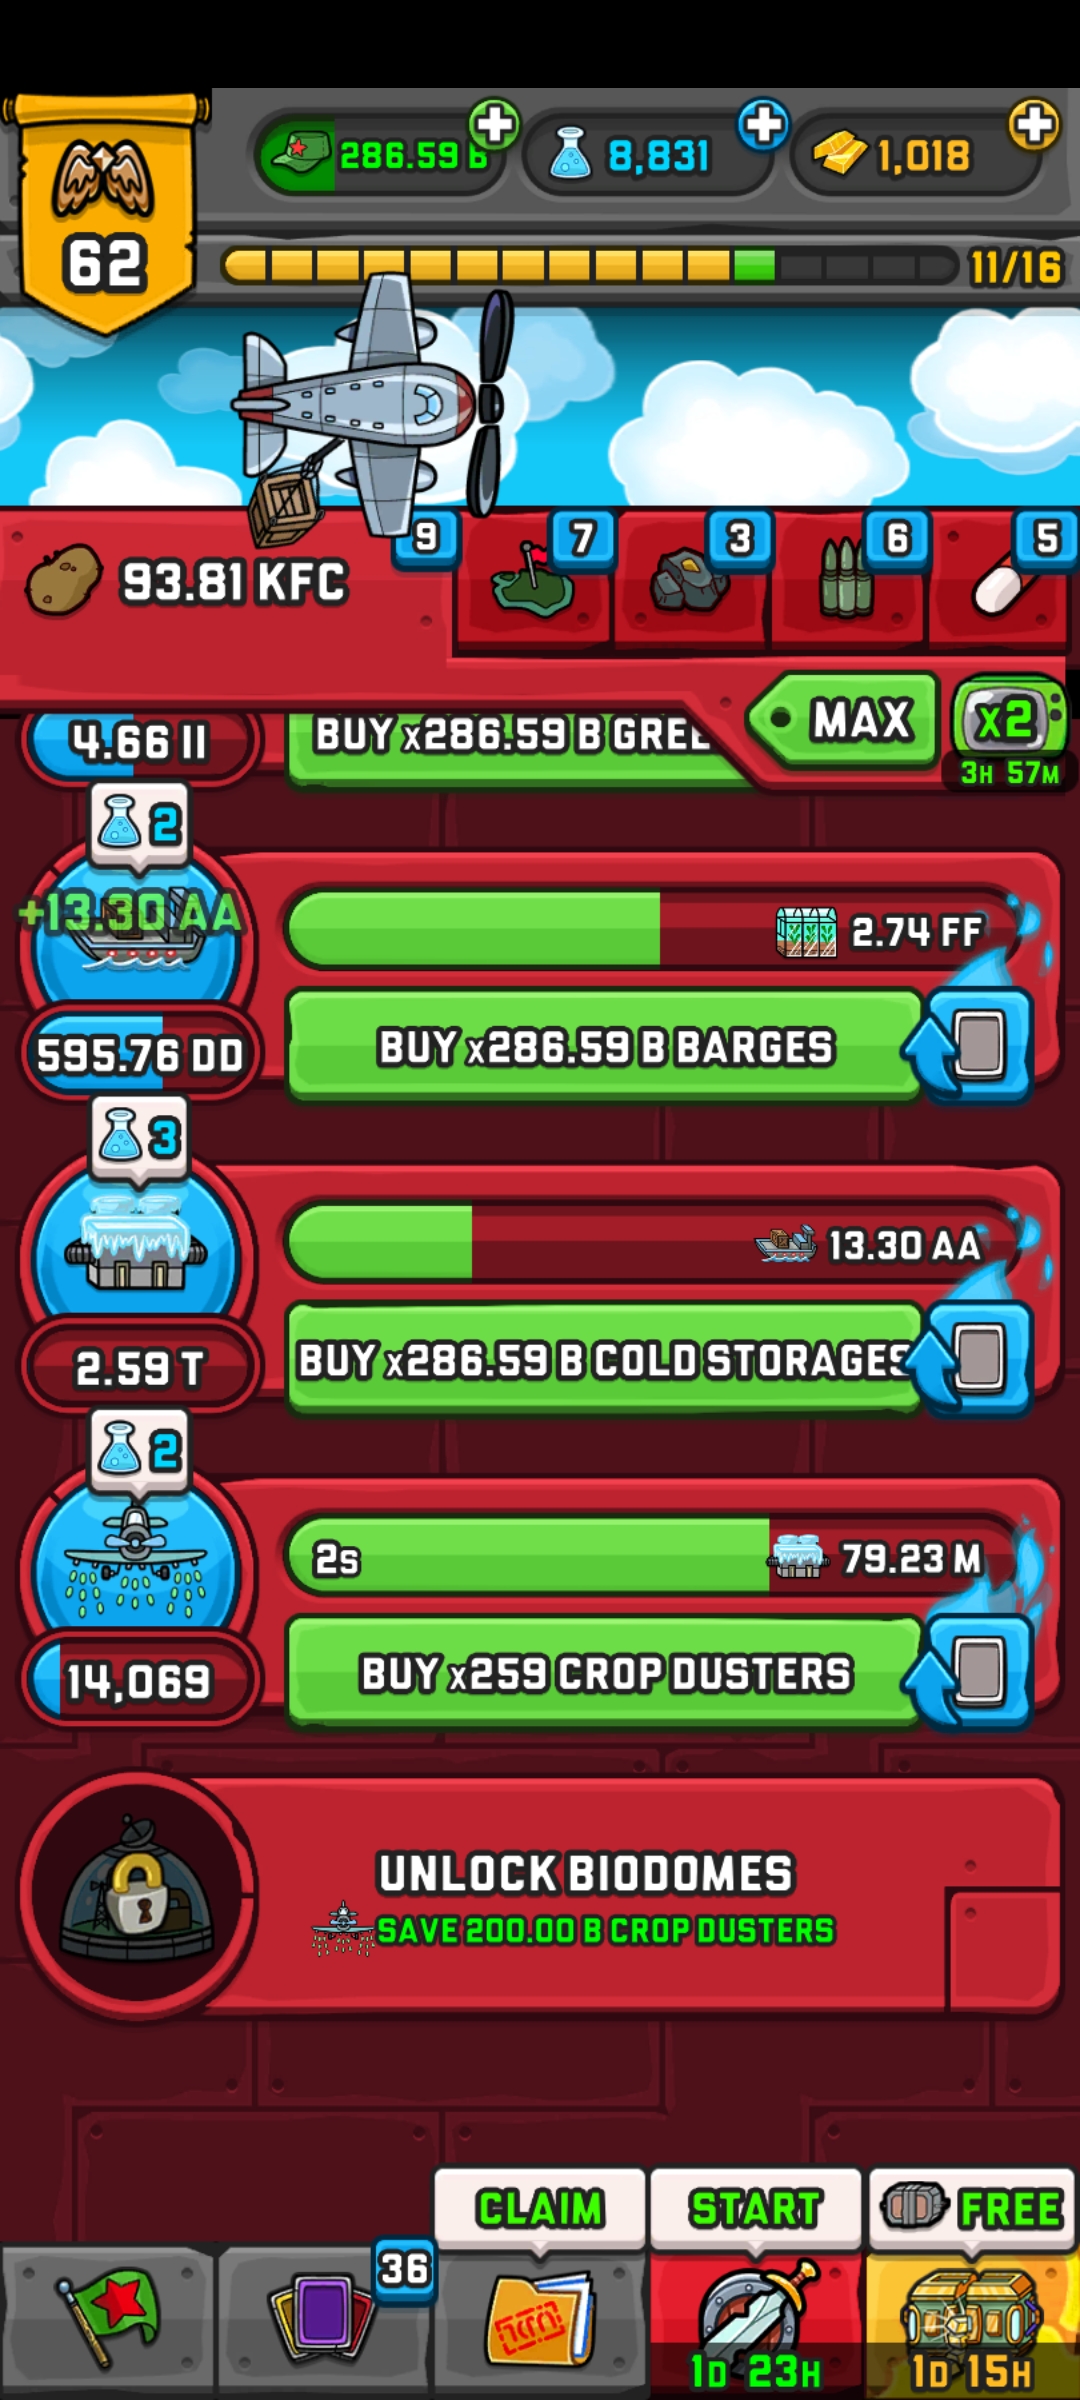 62
286.59 B
8,831
1,018
11/16
93.81 KFC
9
7
3
6
5
MAX
x2
3H 57M
4.66 II
BUY x286.59 B GREE
2
+13.30 AA
2.74 FF
595.76 DD
BUY x286.59 B BARGES
3
13.30 AA
2.59 T
BUY x286.59 B COLD STORAGES
2
2s
79.23 M
14,069
BUY x259 CROP DUSTERS
UNLOCK BIODOMES
SAVE 200.00 B CROP DUSTERS
CLAIM
START
FREE
36
1D 23H
1D 15H